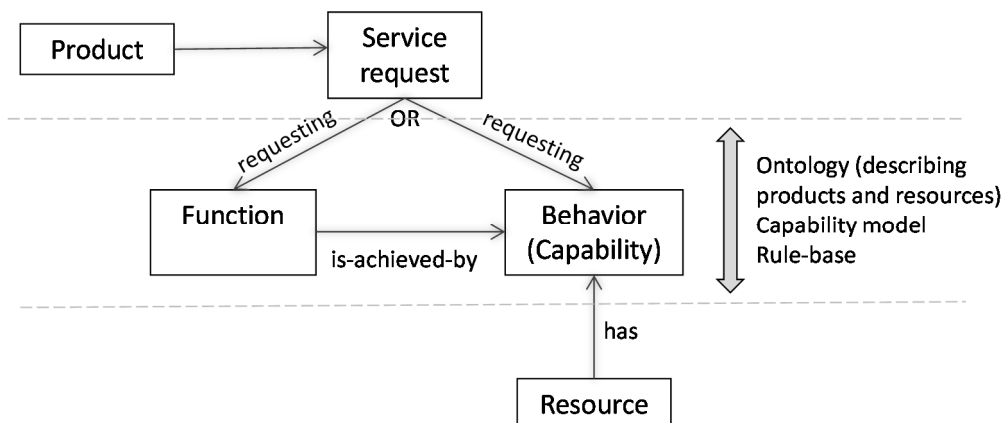 Product
Service
request
OR
requesting
requesting
Function
Behavior
(Capability)
is-achieved-by
Ontology (describing
products and resources)
Capability model
Rule-base
has
Resource